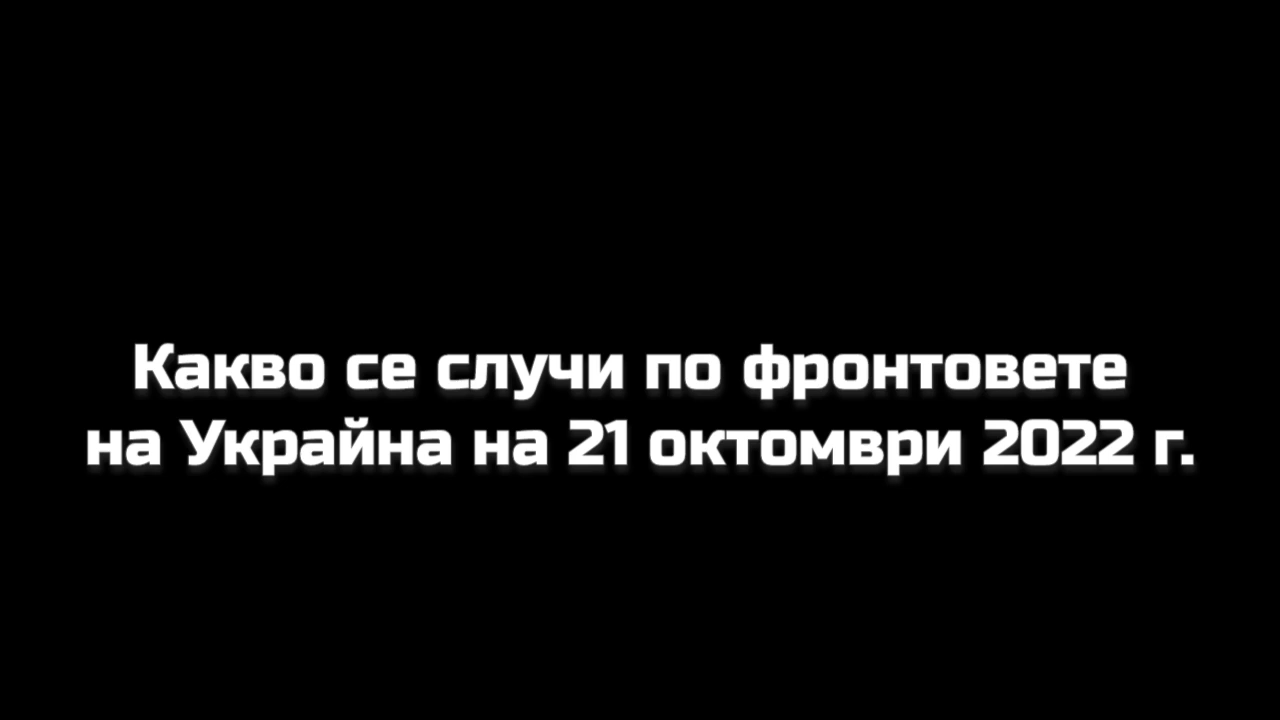 Какво се случи по фронтовете
на Украйна на 21 октомври 2022 г.